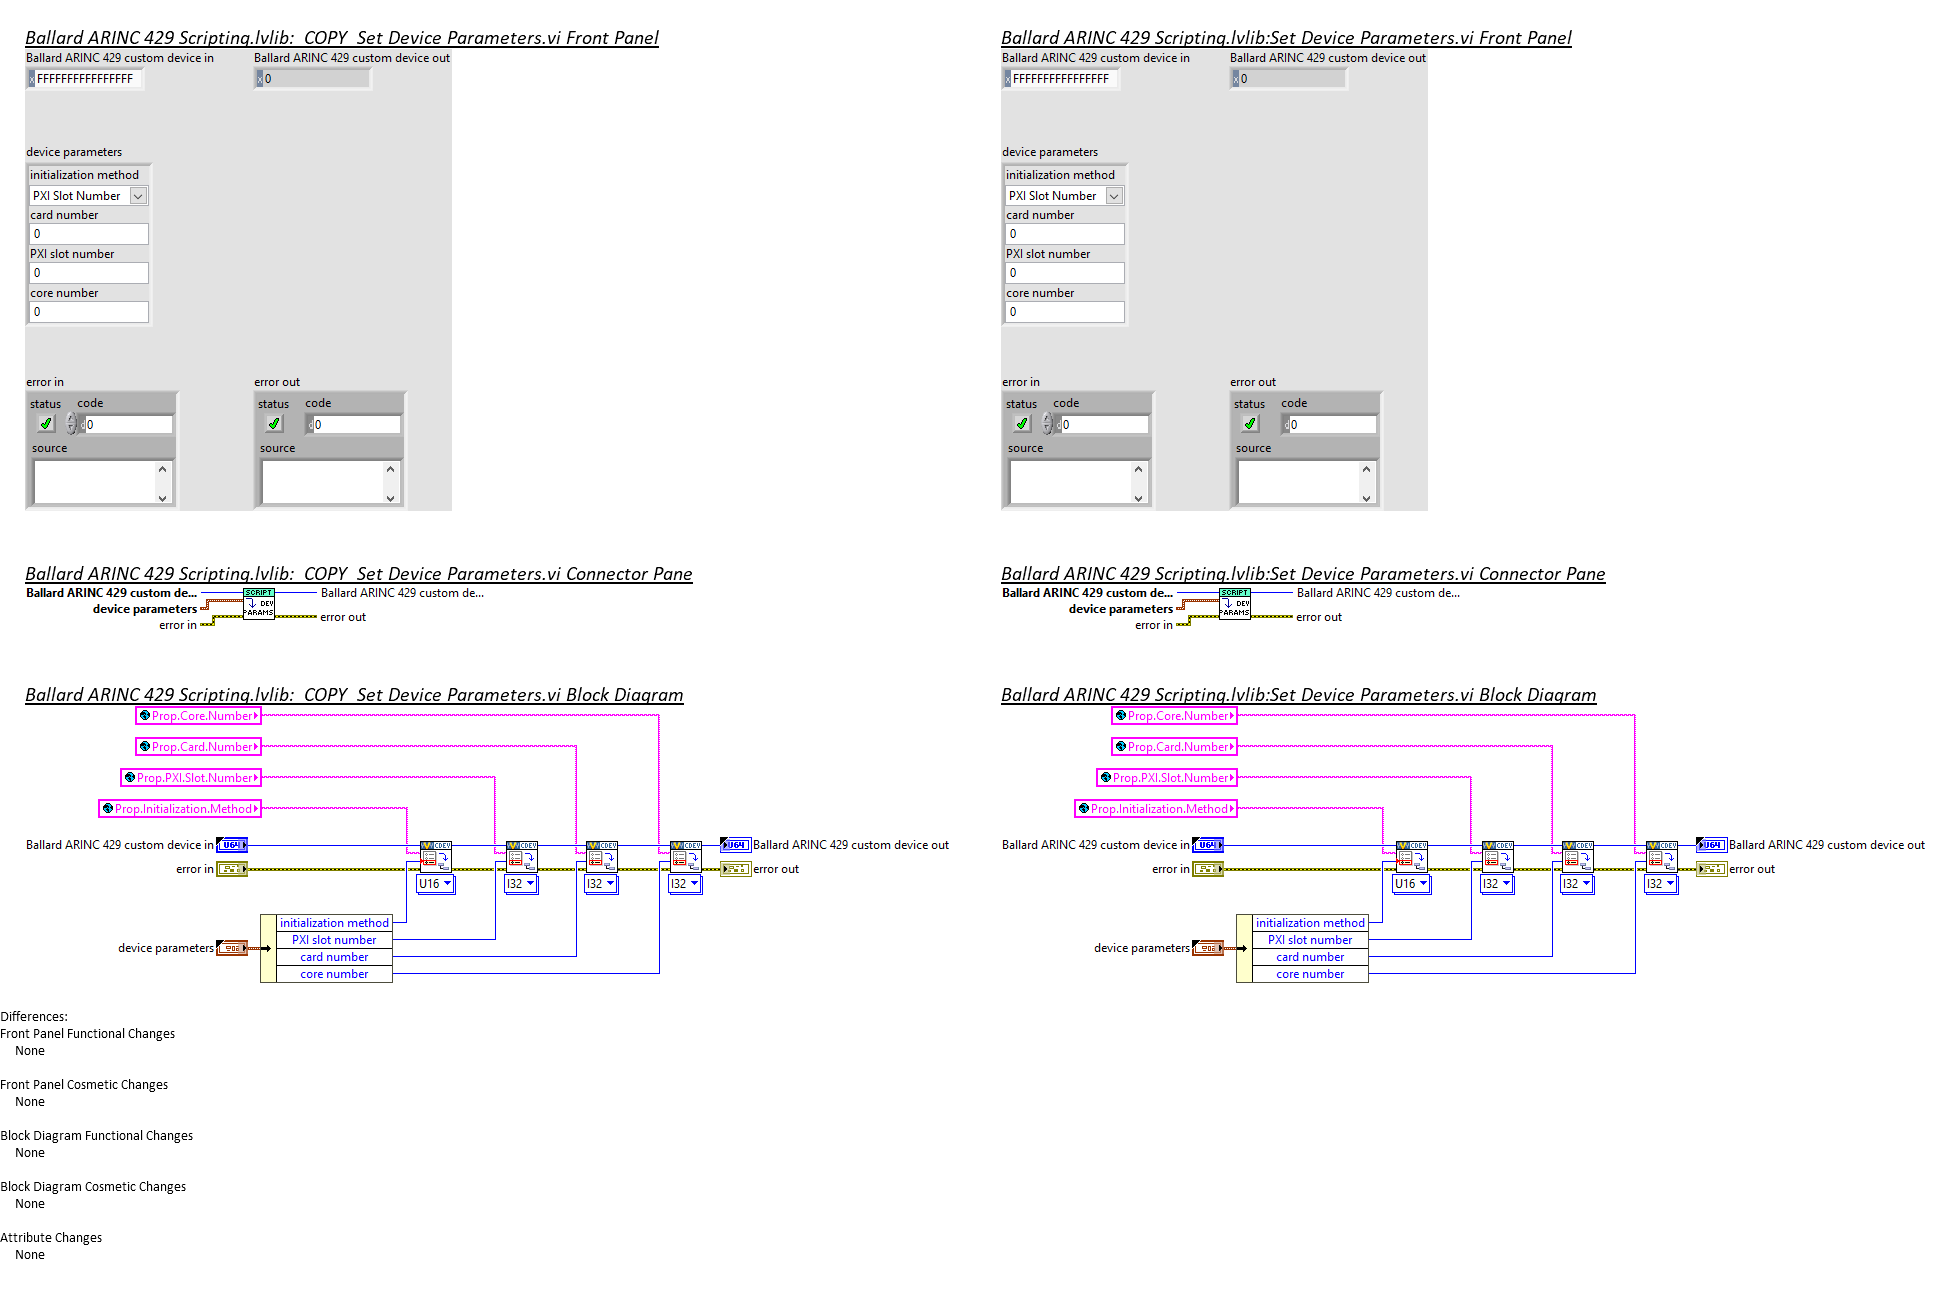 Ballard ARINC 429 Scripting.lvlib:  COPY  Set Device Parameters.vi Front Panel
Ballard ARINC 429 custom device in
Ballard ARINC 429 custom device out
x FFFFFFFFFFFFFFFF
x 0
device parameters
initialization method
PXI Slot Number
card number
0
PXI slot number
0
core number
0
error in
error out
status
code
d 0
source
status
code
d 0
source
Ballard ARINC 429 Scripting.lvlib:  COPY  Set Device Parameters.vi Connector Pane
Ballard ARINC 429 custom de...
device parameters
error in
SCRIPT
DEV
PARAMS
Ballard ARINC 429 custom de...
error out
Ballard ARINC 429 Scripting.lvlib:  COPY  Set Device Parameters.vi Block Diagram
Prop.Core.Number
Prop.Card.Number
Prop.PXI.Slot.Number
Prop.Initialization.Method
Ballard ARINC 429 custom device in
U64
CDEV
CDEV
CDEV
CDEV
U64
Ballard ARINC 429 custom device out
error in
error out
U16
I32
I32
I32
device parameters
initialization method
PXI slot number
card number
core number
Differences:
Front Panel Functional Changes
None
Front Panel Cosmetic Changes
None
Block Diagram Functional Changes
None
Block Diagram Cosmetic Changes
None
Attribute Changes
None
Ballard ARINC 429 Scripting.lvlib:Set Device Parameters.vi Front Panel
Ballard ARINC 429 custom device in
Ballard ARINC 429 custom device out
x FFFFFFFFFFFFFFFF
x 0
device parameters
initialization method
PXI Slot Number
card number
0
PXI slot number
0
core number
0
error in
error out
status
code
d 0
source
status
code
d 0
source
Ballard ARINC 429 Scripting.lvlib:Set Device Parameters.vi Connector Pane
Ballard ARINC 429 custom de...
device parameters
error in
SCRIPT
DEV
PARAMS
Ballard ARINC 429 custom de...
error out
Ballard ARINC 429 Scripting.lvlib:Set Device Parameters.vi Block Diagram
Prop.Core.Number
Prop.Card.Number
Prop.PXI.Slot.Number
Prop.Initialization.Method
Ballard ARINC 429 custom device in
U64
CDEV
CDEV
CDEV
CDEV
U64
Ballard ARINC 429 custom device out
error in
error out
U16
I32
I32
I32
device parameters
initialization method
PXI slot number
card number
core number